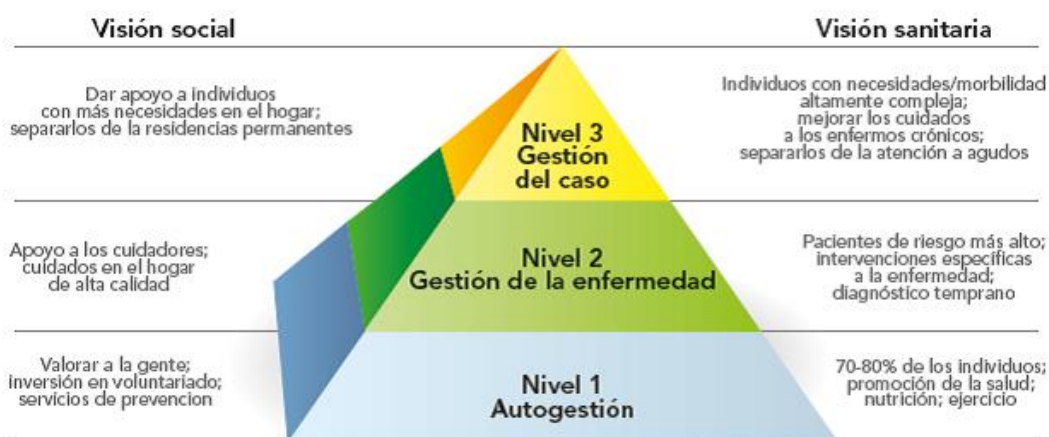 Visión social
Visión sanitaria
Dar apoyo a individuos
con más necesidades en el hogar;
separarlos de la residencias permanentes
Nivel 3
Gestión
del caso
Individuos con necesidades/morbilidad
altamente compleja;
mejorar los cuidados
a los enfermos crónicos;
separarlos de la atención a agudos
Apoyo a los cuidadores;
cuidados en el hogar
de alta calidad
Nivel 2
Gestión de la enfermedad
Pacientes de riesgo más alto;
intervenciones específicas
a la enfermedad;
diagnóstico temprano
Valorar a la gente;
inversión en voluntariado;
servicios de prevencion
Nivel 1
Autogestión
70-80% de los individuos;
promoción de la salud;
nutrición; ejercicio